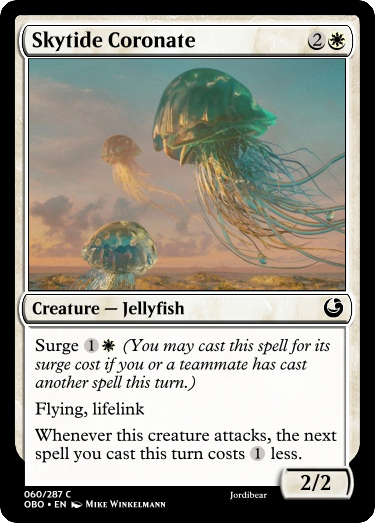 Skytide Coronate 2
Creature — Jellyfish
Surge 1 (You may cast this spell for its
surge cost if you or a teammate has cast
another spell this turn.)
Flying, lifelink
Whenever this creature attacks, the next
spell you cast this turn costs 1 less.
2/2
060/287 C
OBO • EN Mike Winkelmann
Jordibear